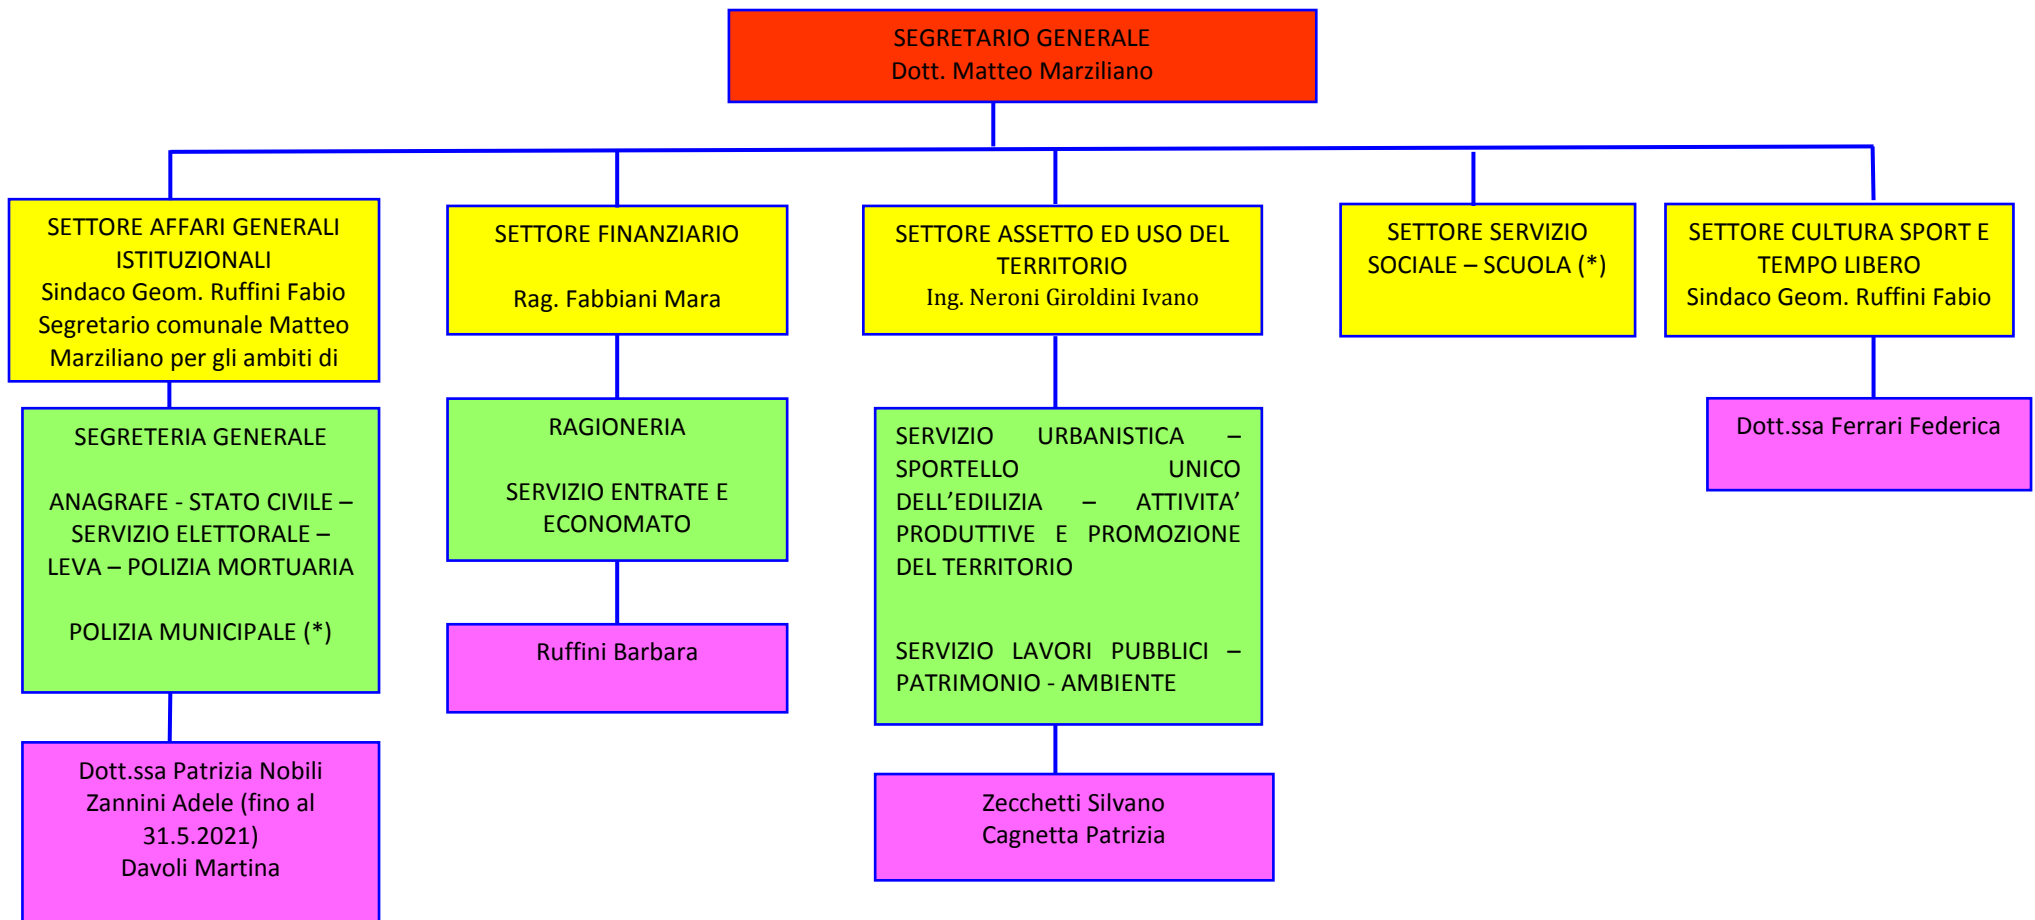 SEGRETARIO GENERALE
Dott. Matteo Marziliano
SETTORE AFFARI GENERALI
ISTITUZIONALI
Sindaco Geom. Ruffini Fabio
Segretario comunale Matteo
Marziliano per gli ambiti di
SETTORE FINANZIARIO
Rag. Fabbiani Mara
SETTORE ASSETTO ED USO DEL
TERRITORIO
Ing. Neroni Giroldini Ivano
SETTORE SERVIZIO
SOCIALE – SCUOLA (*)
SETTORE CULTURA SPORT E
TEMPO LIBERO
Sindaco Geom. Ruffini Fabio
SEGRETERIA GENERALE
ANAGRAFE - STATO CIVILE –
SERVIZIO ELETTORALE –
LEVA – POLIZIA MORTUARIA
POLIZIA MUNICIPALE (*)
RAGIONERIA
SERVIZIO ENTRATE E
ECONOMATO
SERVIZIO URBANISTICA –
SPORTELLO UNICO
DELL’EDILIZIA – ATTIVITA’
PRODUTTIVE E PROMOZIONE
DEL TERRITORIO
SERVIZIO LAVORI PUBBLICI –
PATRIMONIO - AMBIENTE
Dott.ssa Ferrari Federica
Ruffini Barbara
Dott.ssa Patrizia Nobili
Zannini Adele (fino al
31.5.2021)
Davoli Martina
Zecchetti Silvano
Cagnetta Patrizia